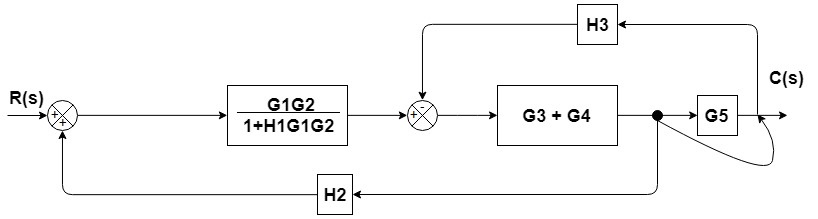 H3
C(s)
R(s)
G1G2
1+H1G1G2
+
+
-
+
G3 + G4
G5
H2